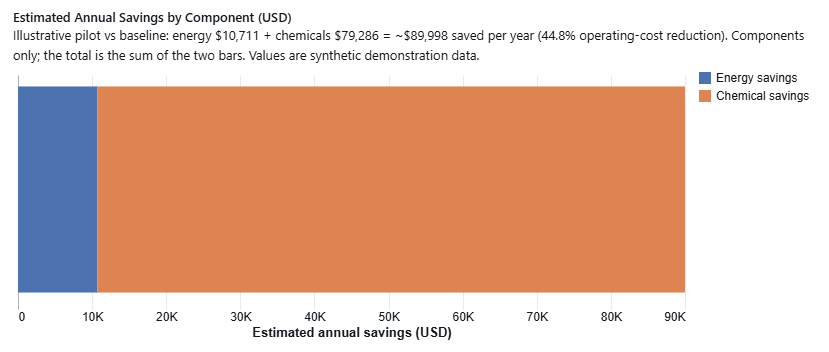 Estimated Annual Savings by Component (USD)
Illustrative pilot vs baseline: energy $10,711 + chemicals $79,286 = ~$89,998 saved per year (44.8% operating-cost reduction). Components
only; the total is the sum of the two bars. Values are synthetic demonstration data.
Energy savings
Chemical savings
0 10K 20K 30K 40K 50K 60K 70K 80K 90K
Estimated annual savings (USD)